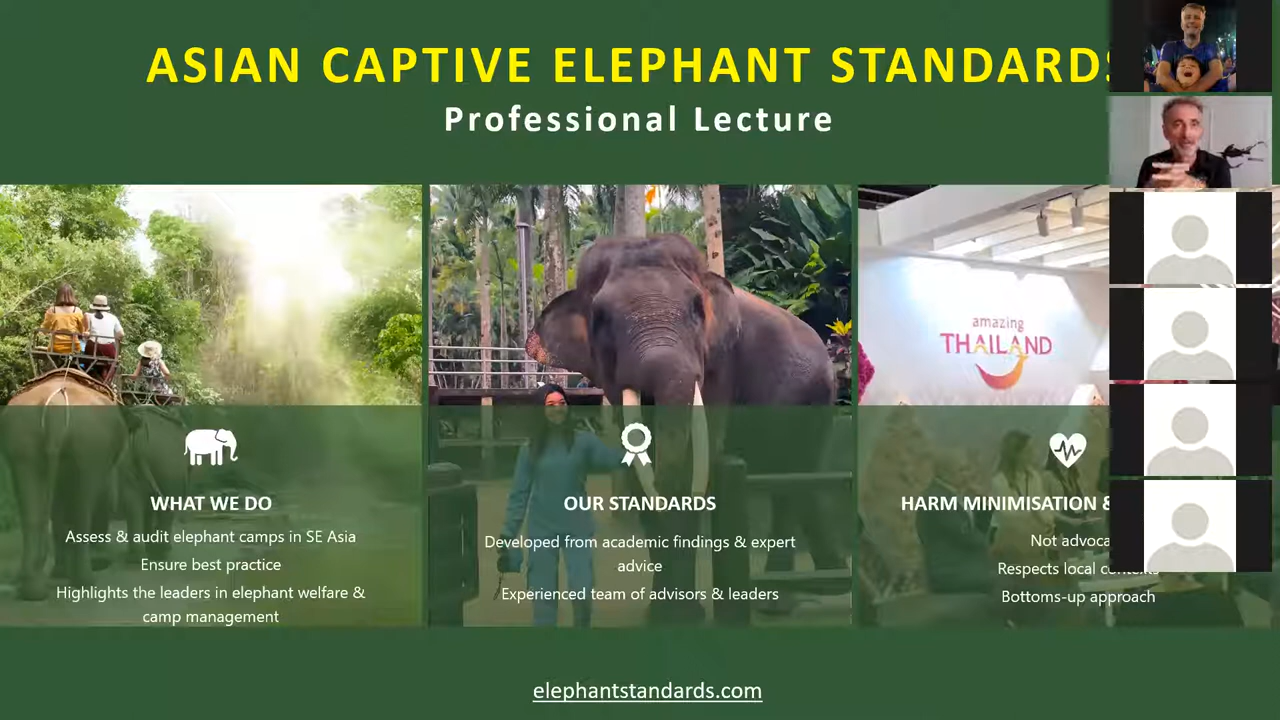 ASIAN CAPTIVE ELEPHANT STANDARDS
Professional Lecture
amazing
THAILAND
WHAT WE DO
Assess & audit elephant camps in SE Asia
Ensure best practice
Highlights the leaders in elephant welfare &
camp management
OUR STANDARDS
Developed from academic findings & expert
advice
Experienced team of advisors & leaders
HARM MINIMISATION &
Not
Respects local
Bottoms-up approach
elephantstandards.com